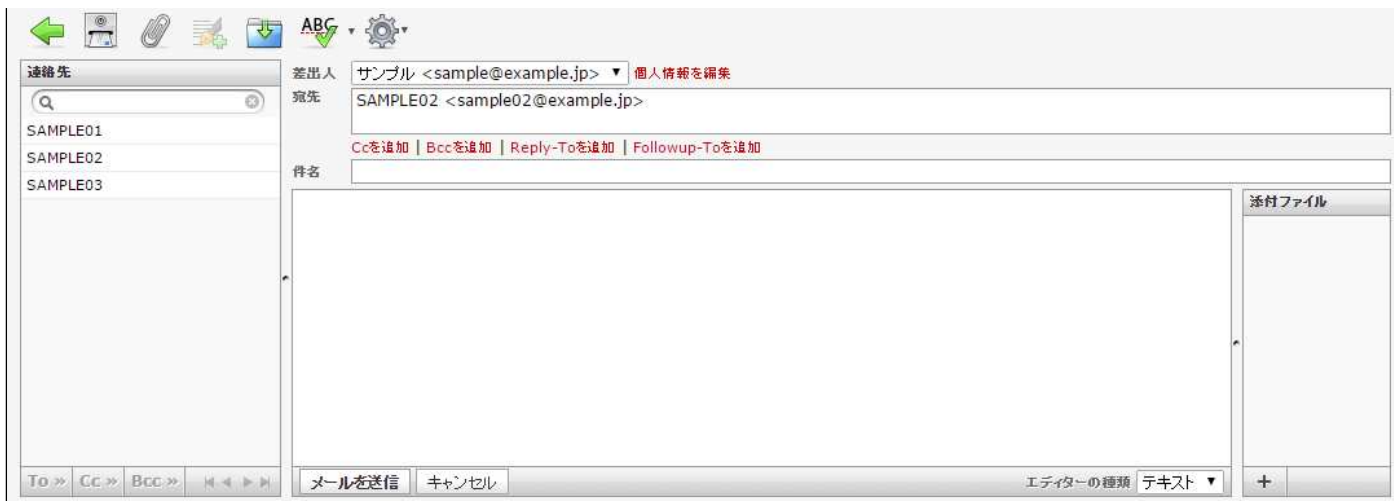 ABC
連絡先
SAMPLE01
SAMPLE02
SAMPLE03
To » Cc » Bcc »
差出人 サンプル <sample@example.jp> ▼ 個人情報を編集
宛先 SAMPLE02 <sample02@example.jp>
Ccを追加 | Bccを追加 | Reply-Toを追加 | Followup-Toを追加
件名
メールを送信 キャンセル エディターの種類 テキスト ▼
添付ファイル
+